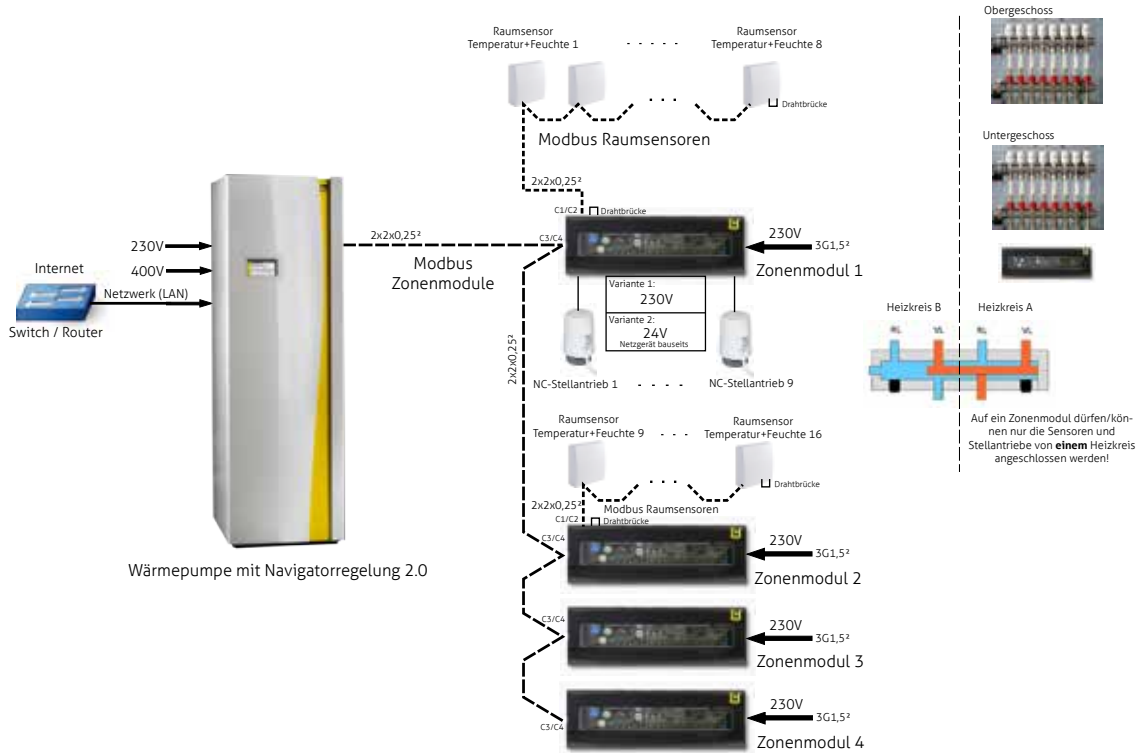 Raumsensor
Temperatur+Feuchte 1
. . . . .
Raumsensor
Temperatur+Feuchte 8
Drahtbrücke
Modbus Raumsensoren
2x2x0,25²
C1/C2
Drahtbrücke
C3/C4
230V
3G1,5²
Zonenmodul 1
2x2x0,25²
Modbus
Zonenmodule
230V
400V
Internet
Netzwerk (LAN)
Switch / Router
Variante 1:
230V
Variante 2:
24V
Netzgerät bauseits
NC-Stellantrieb 1
. . . . .
NC-Stellantrieb 9
2x2x0,25²
Raumsensor
Temperatur+Feuchte 9
. . . .
Raumsensor
Temperatur+Feuchte 16
Drahtbrücke
2x2x0,25²
Modbus Raumsensoren
C1/C2
Drahtbrücke
C3/C4
230V
3G1,5²
Zonenmodul 2
Wärmepumpe mit Navigatorregelung 2.0
C3/C4
230V
3G1,5²
Zonenmodul 3
C3/C4
230V
3G1,5²
Zonenmodul 4
Obergeschoss
Untergeschoss
Heizkreis B
Heizkreis A
RL
VL
RL
VL
Auf ein Zonenmodul dürfen/kön-
nen nur die Sensoren und
Stellantriebe von einem Heizkreis
angeschlossen werden!